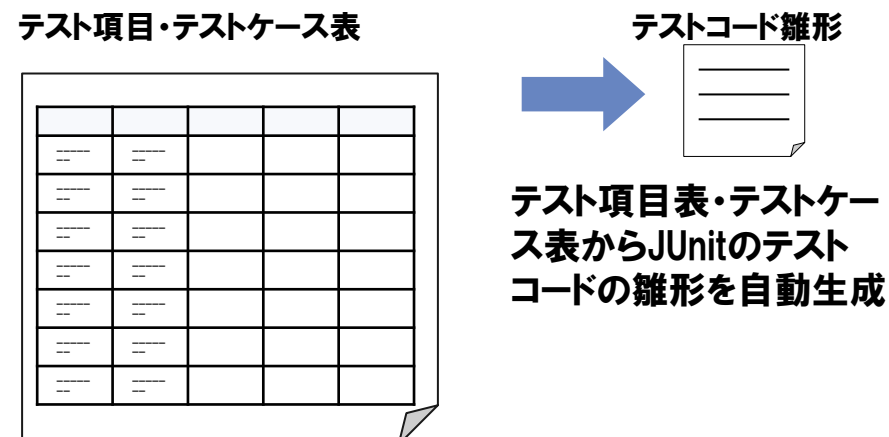 テスト項目・テストケース表
テストコード雛形
テスト項目表・テストケー
ス表からJUnitのテスト
コードの雛形を自動生成